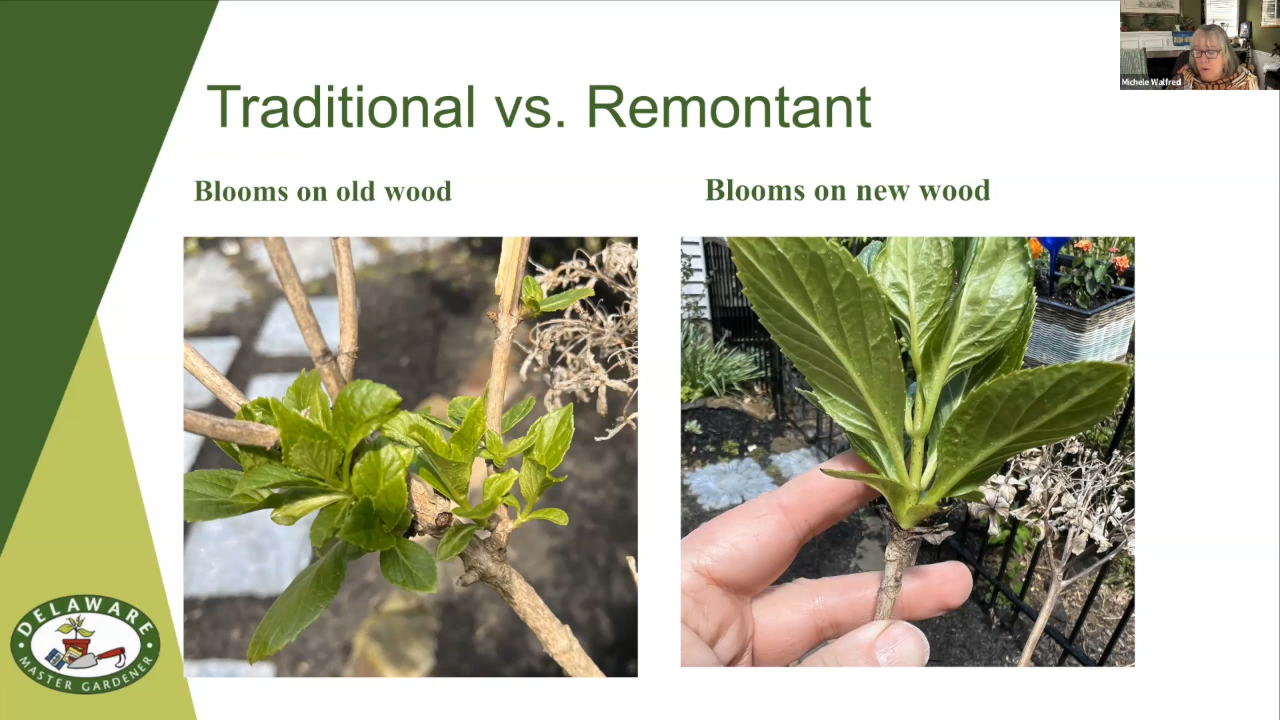 Michele Walfred
Traditional vs. Remontant
Blooms on old wood
Blooms on new wood
DELAWARE
MASTER GARDENER